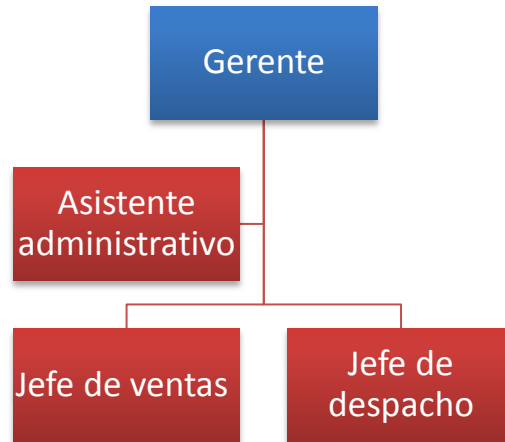 Gerente
Asistente
administrativo
Jefe de ventas
Jefe de
despacho